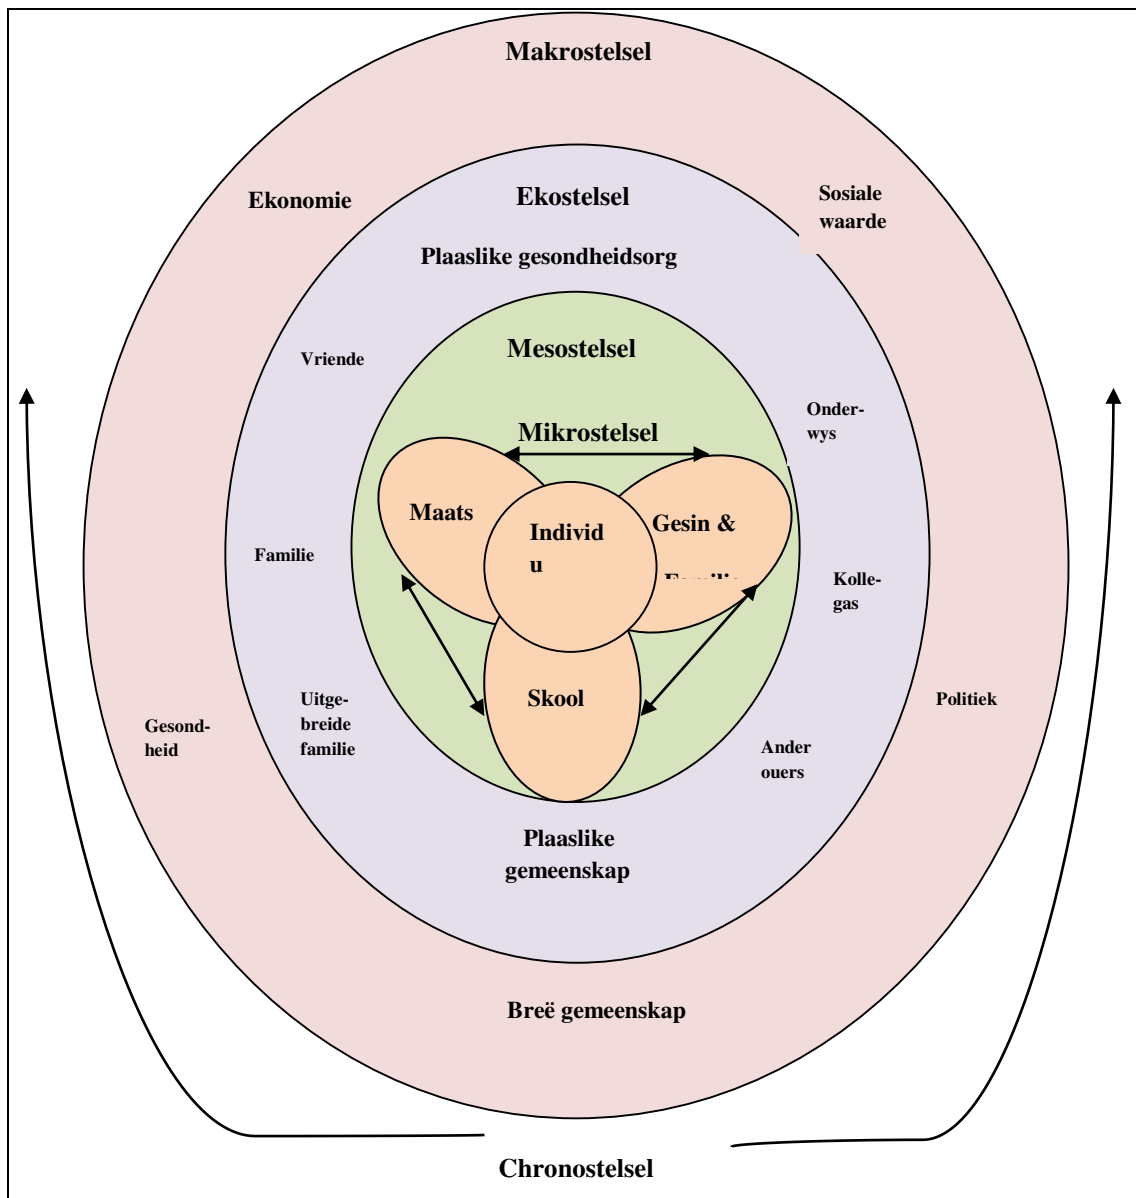 Makrostelsel
Ekonomie
Ekostelsel
Sosiale
waarde
Plaaslike gesondheidsorg
Vriende
Mesostelsel
Onder-
wys
Mikrostelsel
Maats
Individ
u
Gesin &
Familie
Familie
Kolle-
gas
Skool
Uitge-
breide
familie
Gesond-
heid
Politiek
Ander
ouers
Plaaslike
gemeenskap
Breë gemeenskap
Chronostelsel